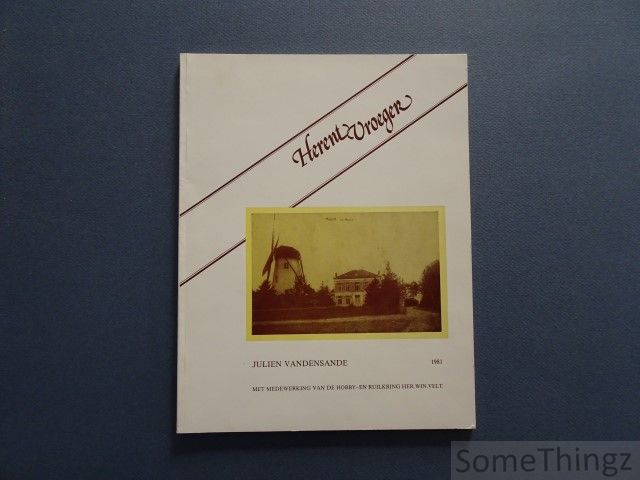 Herent Vroeger
JULIEN VANDENSANDE 1981
MET MEDEWERKING VAN DE HOBBY- EN RUILKRING HER.WIN.VELT.
SomeThingz